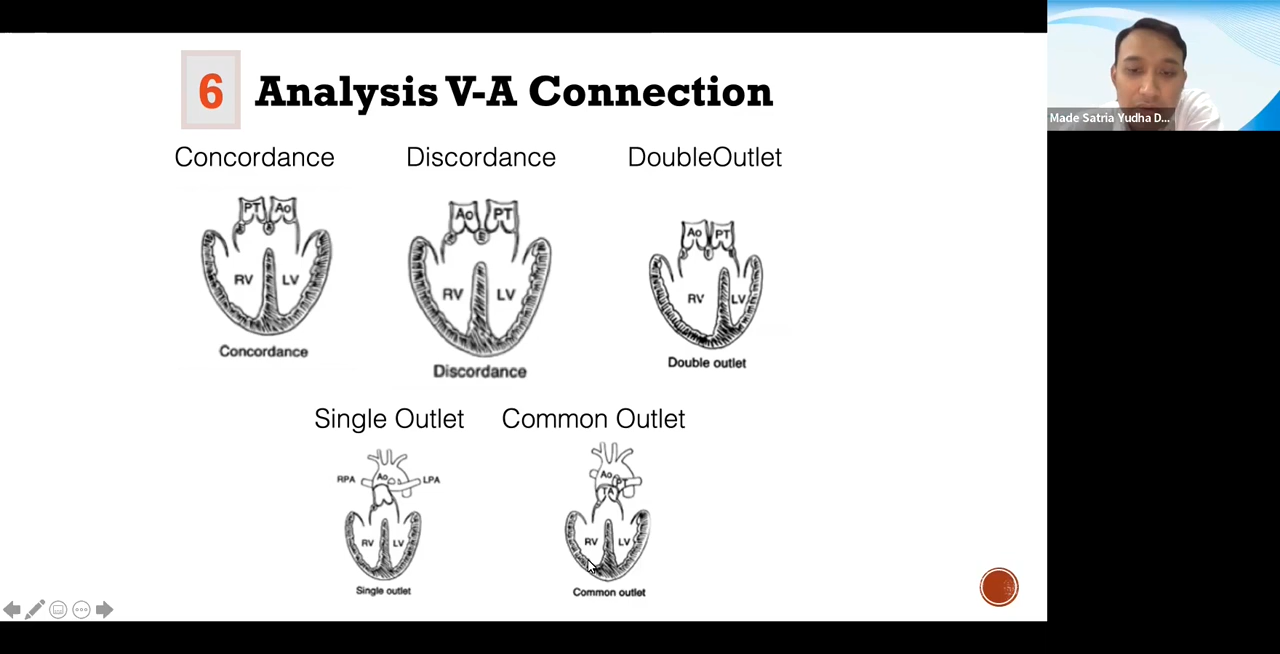 6 Analysis V-A Connection
Made Satria Yudha D...
Concordance Discordance DoubleOutlet
PT Ao
RV LV
Concordance
Ao PT
RV LV
Discordance
Ao PT
RV LV
Double outlet
Single Outlet Common Outlet
Ao
RPA LPA
RV LV
Single outlet
Ao
PT
TA
RV LV
Common outlet